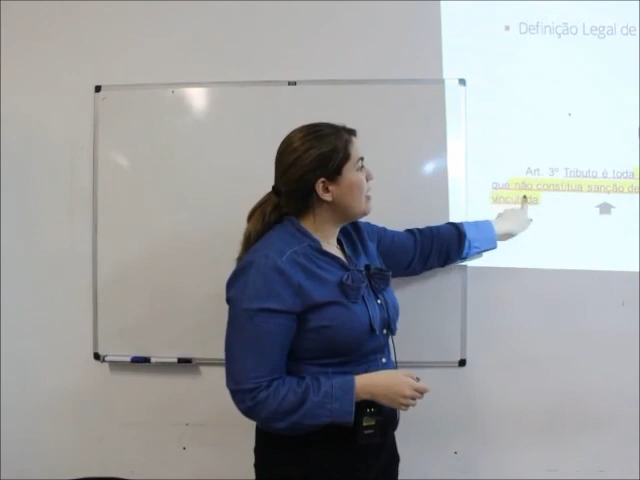 Definição Legal de
Art. 3º Tributo é toda
que não constitua sanção de
vinculada